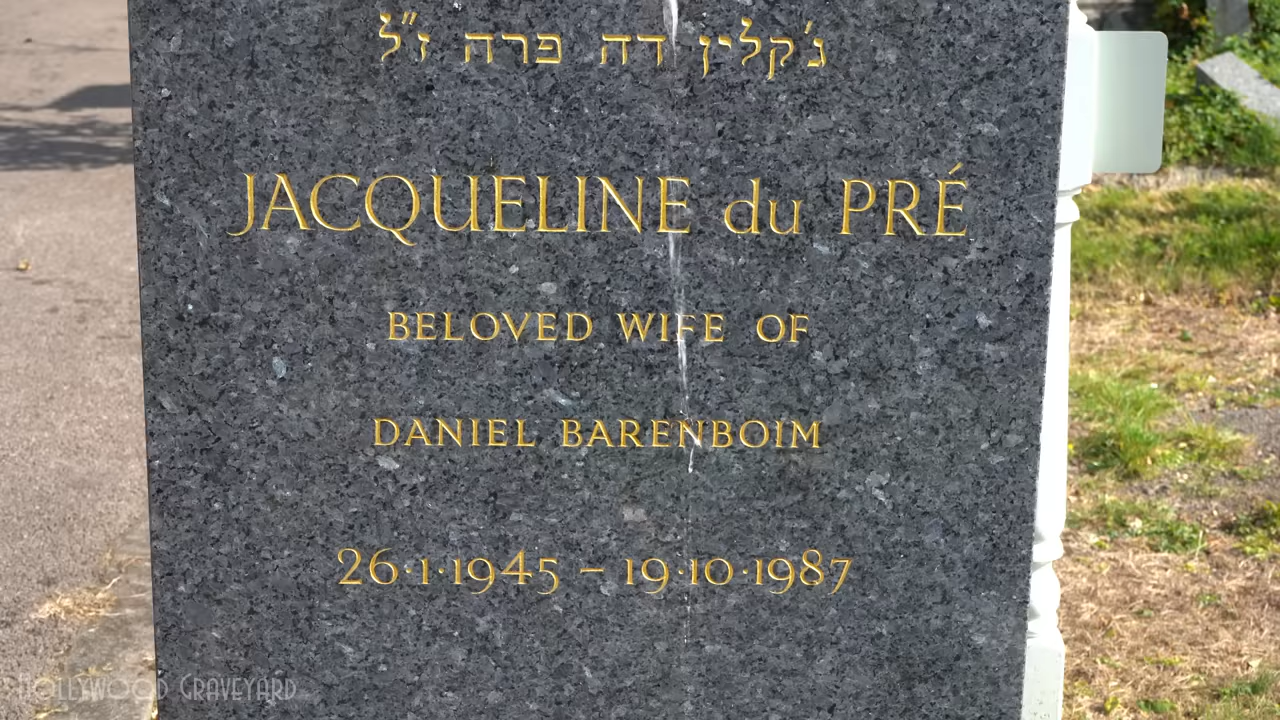 ג'קלין דה פרה ז"ל
JACQUELINE du PRÉ
BELOVED WIFE OF
DANIEL BARENBOIM
26·1·1945 – 19·10·1987
HOLLYWOOD GRAVEYARD